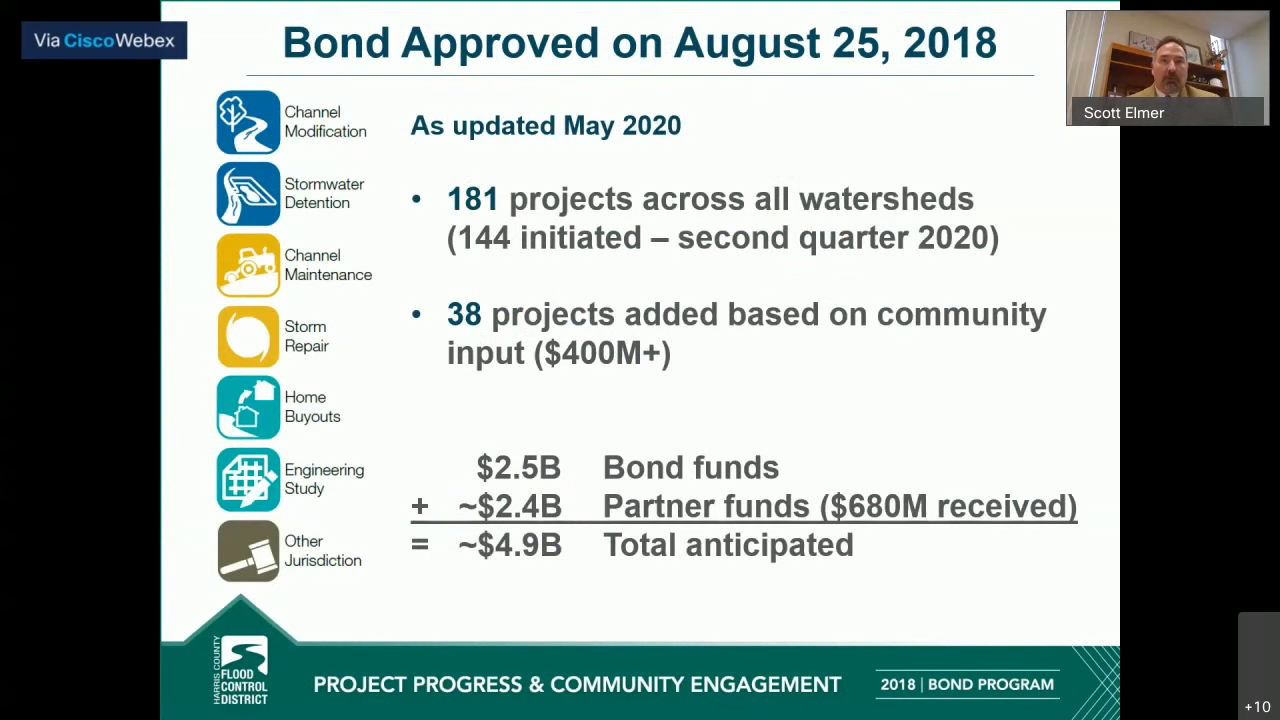 Via Cisco Webex
Bond Approved on August 25, 2018
Scott Elmer
Channel
Modification
Stormwater
Detention
Channel
Maintenance
Storm
Repair
Home
Buyouts
Engineering
Study
Other
Jurisdiction
As updated May 2020
• 181 projects across all watersheds
(144 initiated – second quarter 2020)
• 38 projects added based on community
input ($400M+)
$2.5B Bond funds
+ ~$2.4B Partner funds ($680M received)
= ~$4.9B Total anticipated
HARRIS COUNTY
FLOOD
CONTROL
DISTRICT
PROJECT PROGRESS & COMMUNITY ENGAGEMENT
2018 | BOND PROGRAM
+10